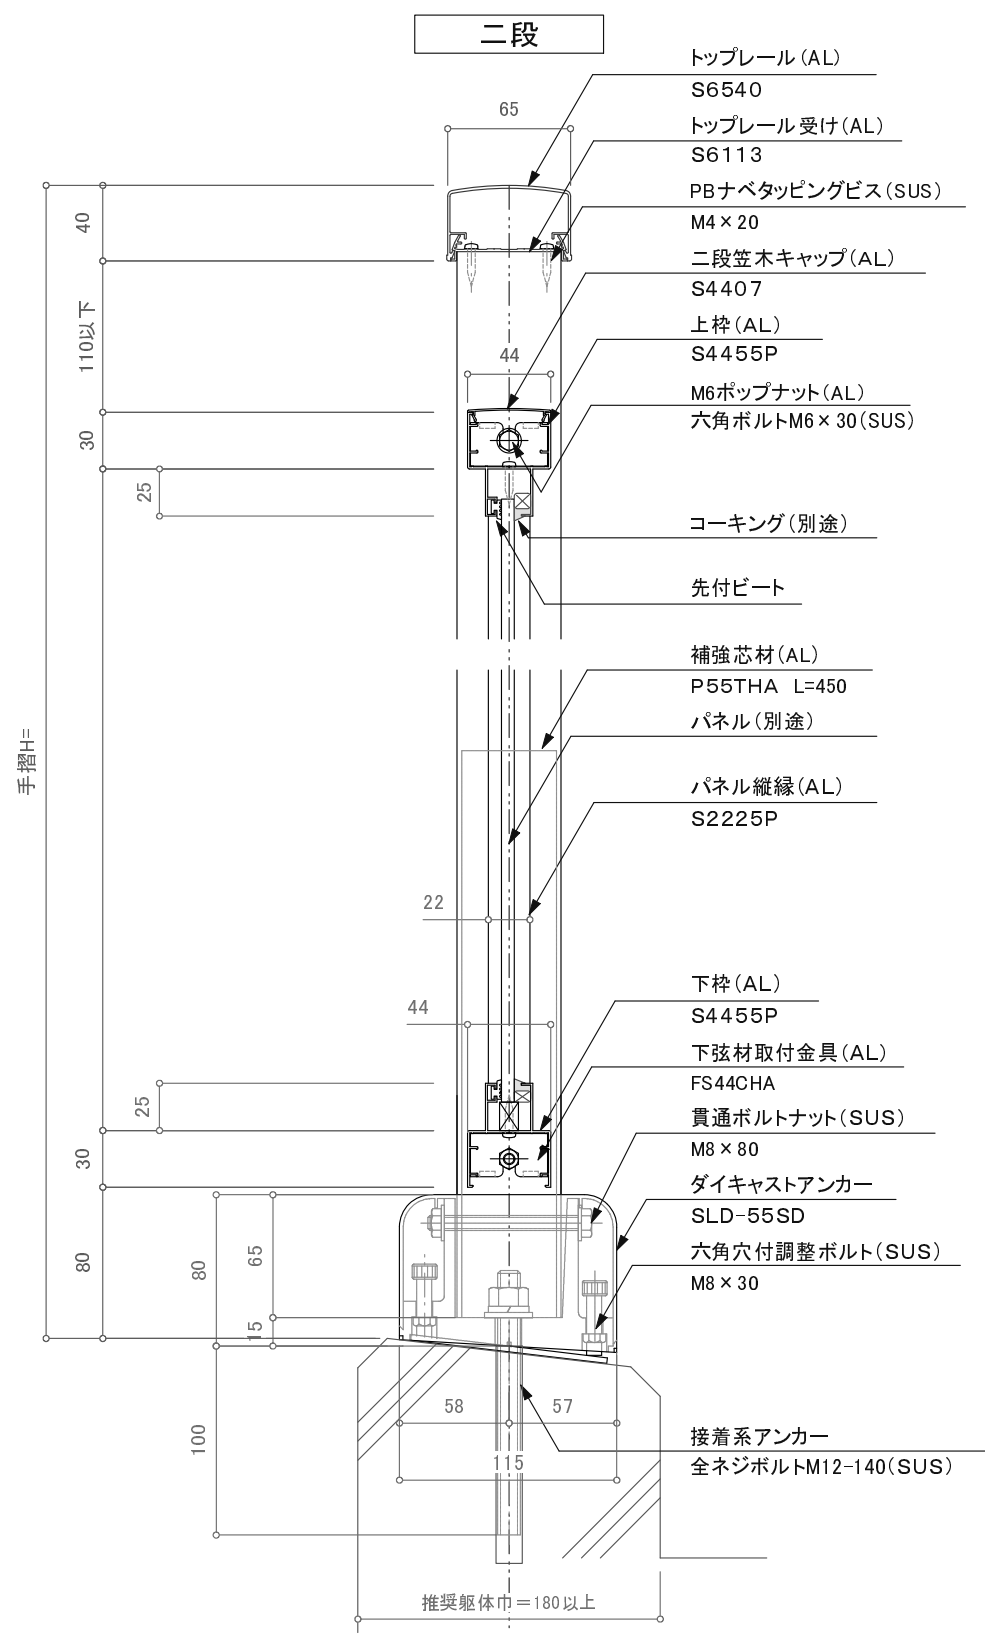 二段
トップレール(AL)
S6540
65
トップレール受け(AL)
S6113
PBナベタッピングビス(SUS)
M4×20
40
二段笠木キャップ(AL)
S4407
110以下
上枠(AL)
S4455P
44
M6ポップナット(AL)
六角ボルトM6×30(SUS)
30
25
コーキング(別途)
先付ビート
補強芯材(AL)
P55THA L=450
パネル(別途)
手摺H=
パネル縦縁(AL)
S2225P
22
下枠(AL)
S4455P
44
下弦材取付金具(AL)
FS44CHA
25
貫通ボルトナット(SUS)
M8×80
30
ダイキャストアンカー
SLD-55SD
六角穴付調整ボルト(SUS)
M8×30
80
80
65
15
58
57
接着系アンカー
全ネジボルトM12-140(SUS)
100
115
推奨躯体巾=180以上